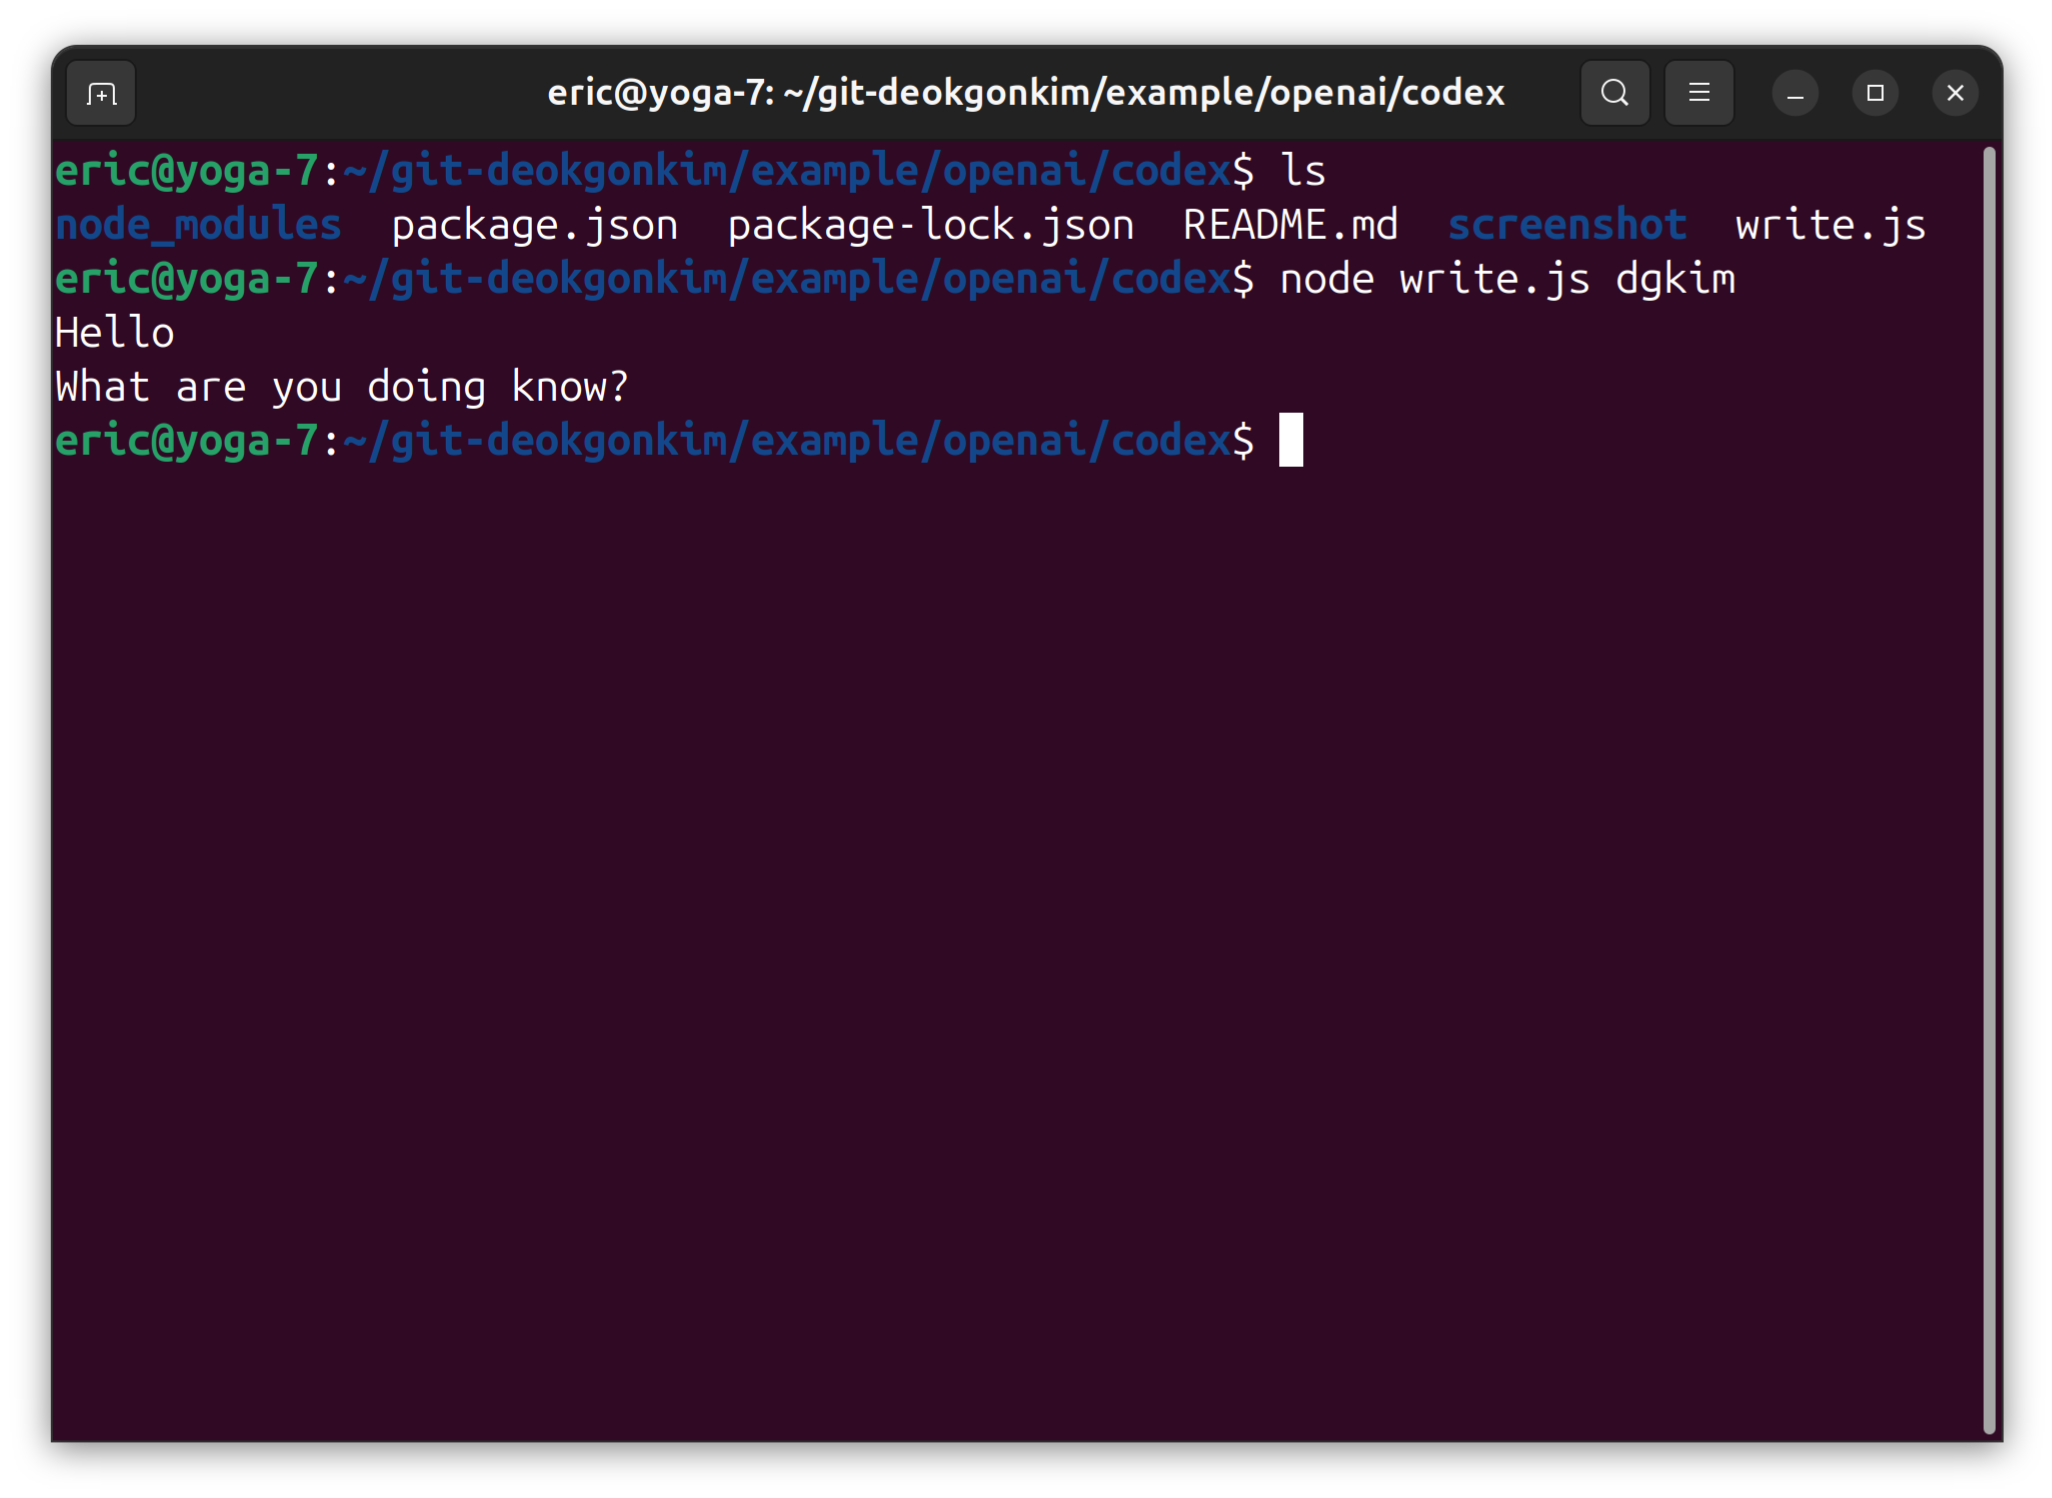 eric@yoga-7: ~/git-deokgonkim/example/openai/codex
eric@yoga-7:~/git-deokgonkim/example/openai/codex$ ls
node_modules  package.json  package-lock.json  README.md  screenshot  write.js
eric@yoga-7:~/git-deokgonkim/example/openai/codex$ node write.js dgkim
Hello
What are you doing know?
eric@yoga-7:~/git-deokgonkim/example/openai/codex$